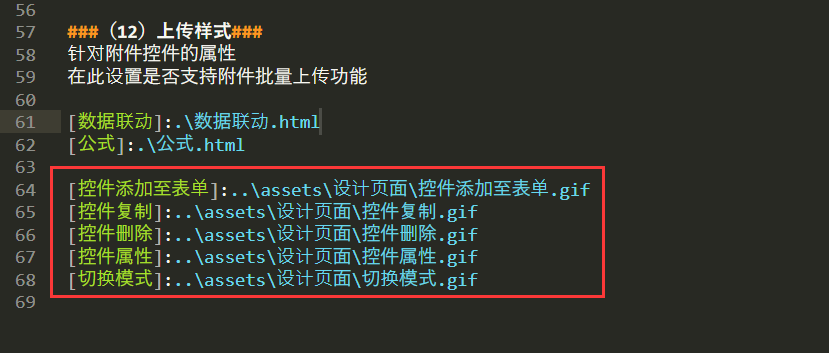 56
57 ###（12）上传样式###
58 针对附件控件的属性
59 在此设置是否支持附件批量上传功能
60
61 [数据联动]:.\数据联动.html
62 [公式]:.\公式.html
63
64 [控件添加至表单]:..\assets\设计页面\控件添加至表单.gif
65 [控件复制]:..\assets\设计页面\控件复制.gif
66 [控件删除]:..\assets\设计页面\控件删除.gif
67 [控件属性]:..\assets\设计页面\控件属性.gif
68 [切换模式]:..\assets\设计页面\切换模式.gif
69